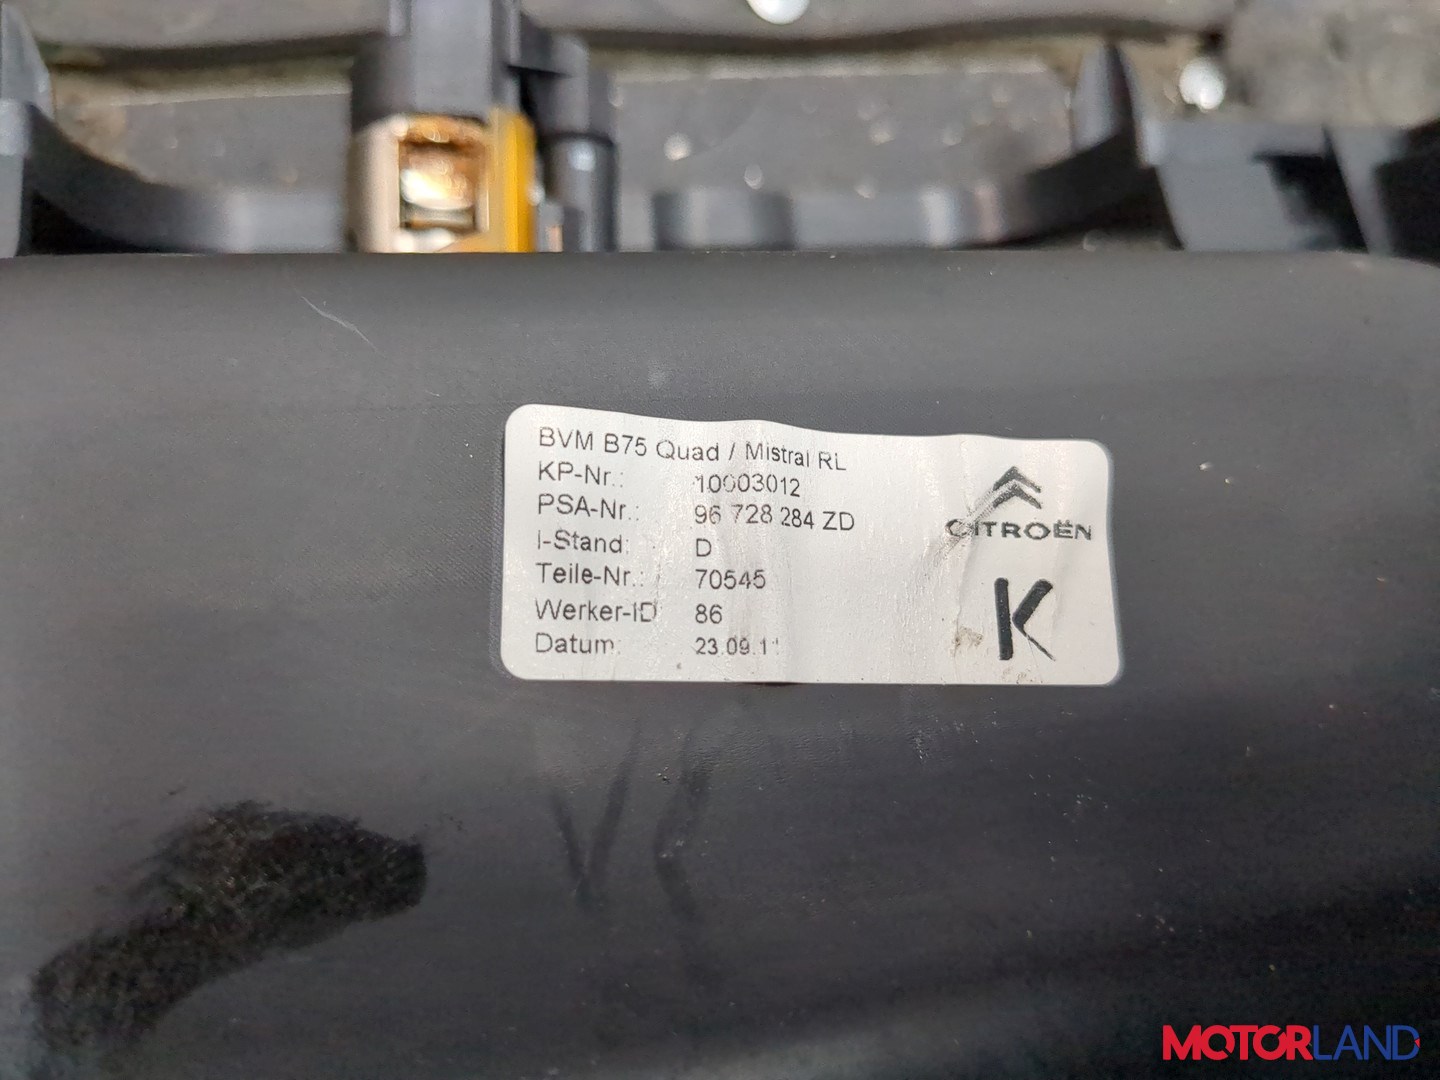 BVM B75 Quad / Mistral RL
KP-Nr.: 10003012
PSA-Nr.: 96 728 284 ZD
I-Stand: D
Teile-Nr.: 70545
Werker-ID: 86
Datum: 23.09.11
CITROËN
K
MOTORLAND